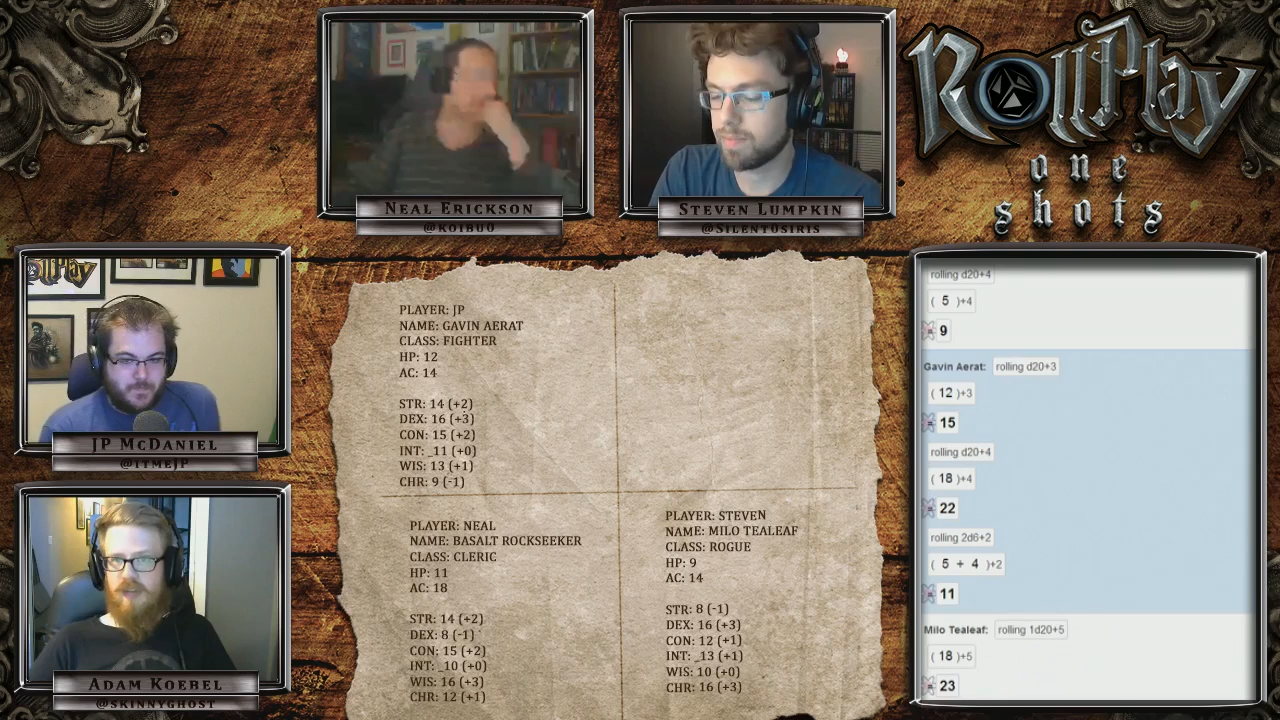 RollPlay
one
shots
NEAL ERICKSON
@KOIBU0
STEVEN LUMPKIN
@SILENT0SIRIS
RollPlay
JP MCDANIEL
@ITMEJP
ADAM KOEBEL
@SKINNYGHOST
PLAYER: JP
NAME: GAVIN AERAT
CLASS: FIGHTER
HP: 12
AC: 14
STR: 14 (+2)
DEX: 16 (+3)
CON: 15 (+2)
INT: _11 (+0)
WIS: 13 (+1)
CHR: 9 (-1)
PLAYER: NEAL
NAME: BASALT ROCKSEEKER
CLASS: CLERIC
HP: 11
AC: 18
STR: 14 (+2)
DEX: 8 (-1)
CON: 15 (+2)
INT: _10 (+0)
WIS: 16 (+3)
CHR: 12 (+1)
PLAYER: STEVEN
NAME: MILO TEALEAF
CLASS: ROGUE
HP: 9
AC: 14
STR: 8 (-1)
DEX: 16 (+3)
CON: 12 (+1)
INT: _13 (+1)
WIS: 10 (+0)
CHR: 16 (+3)
rolling d20+4
( 5 )+4
= 9
Gavin Aerat: rolling d20+3
( 12 )+3
= 15
rolling d20+4
( 18 )+4
= 22
rolling 2d6+2
( 5 + 4 )+2
= 11
Milo Tealeaf: rolling 1d20+5
( 18 )+5
= 23